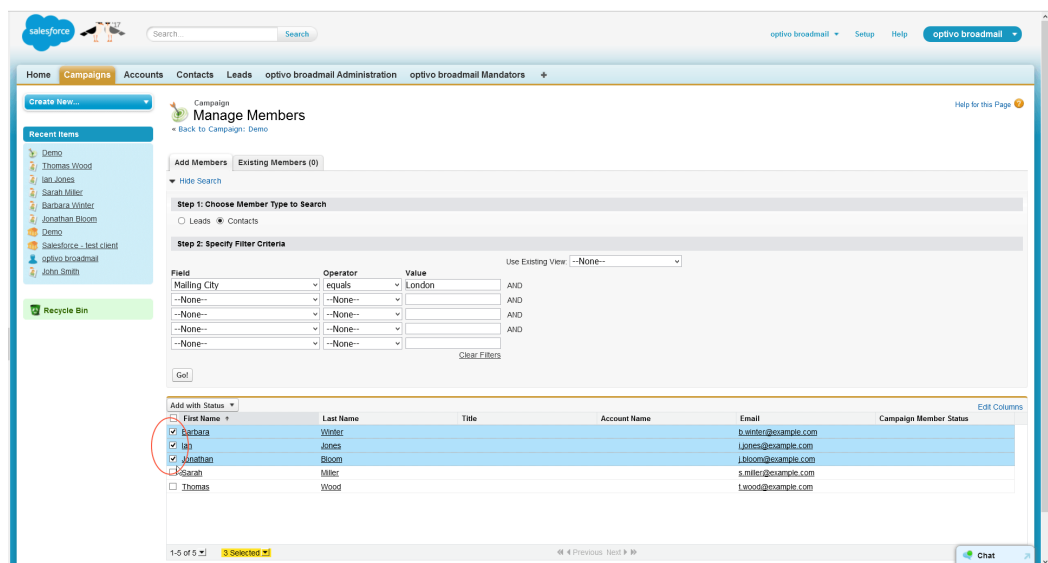 salesforce
Search...
Search
optivo broadmail
Setup
Help
optivo broadmail
Home Campaigns Accounts Contacts Leads optivo broadmail Administration optivo broadmail Mandators +
Create New...
Recent Items
Demo
Thomas Wood
Ian Jones
Sarah Miller
Barbara Winter
Jonathan Bloom
Demo
Salesforce - test client
optivo broadmail
John Smith
Recycle Bin
Campaign
Manage Members
« Back to Campaign: Demo
Help for this Page
Add Members Existing Members (0)
Hide Search
Step 1: Choose Member Type to Search
Leads Contacts
Step 2: Specify Filter Criteria
Use Existing View: --None--
Field Operator Value
Mailing City equals London AND
--None-- --None-- AND
--None-- --None-- AND
--None-- --None-- AND
--None-- --None--
Clear Filters
Go!
Add with Status
Edit Columns
First Name Last Name Title Account Name Email Campaign Member Status
Barbara Winter b.winter@example.com
Ian Jones i.jones@example.com
Jonathan Bloom j.bloom@example.com
Sarah Miller s.miller@example.com
Thomas Wood t.wood@example.com
1-5 of 5 3 Selected Previous Next
Chat